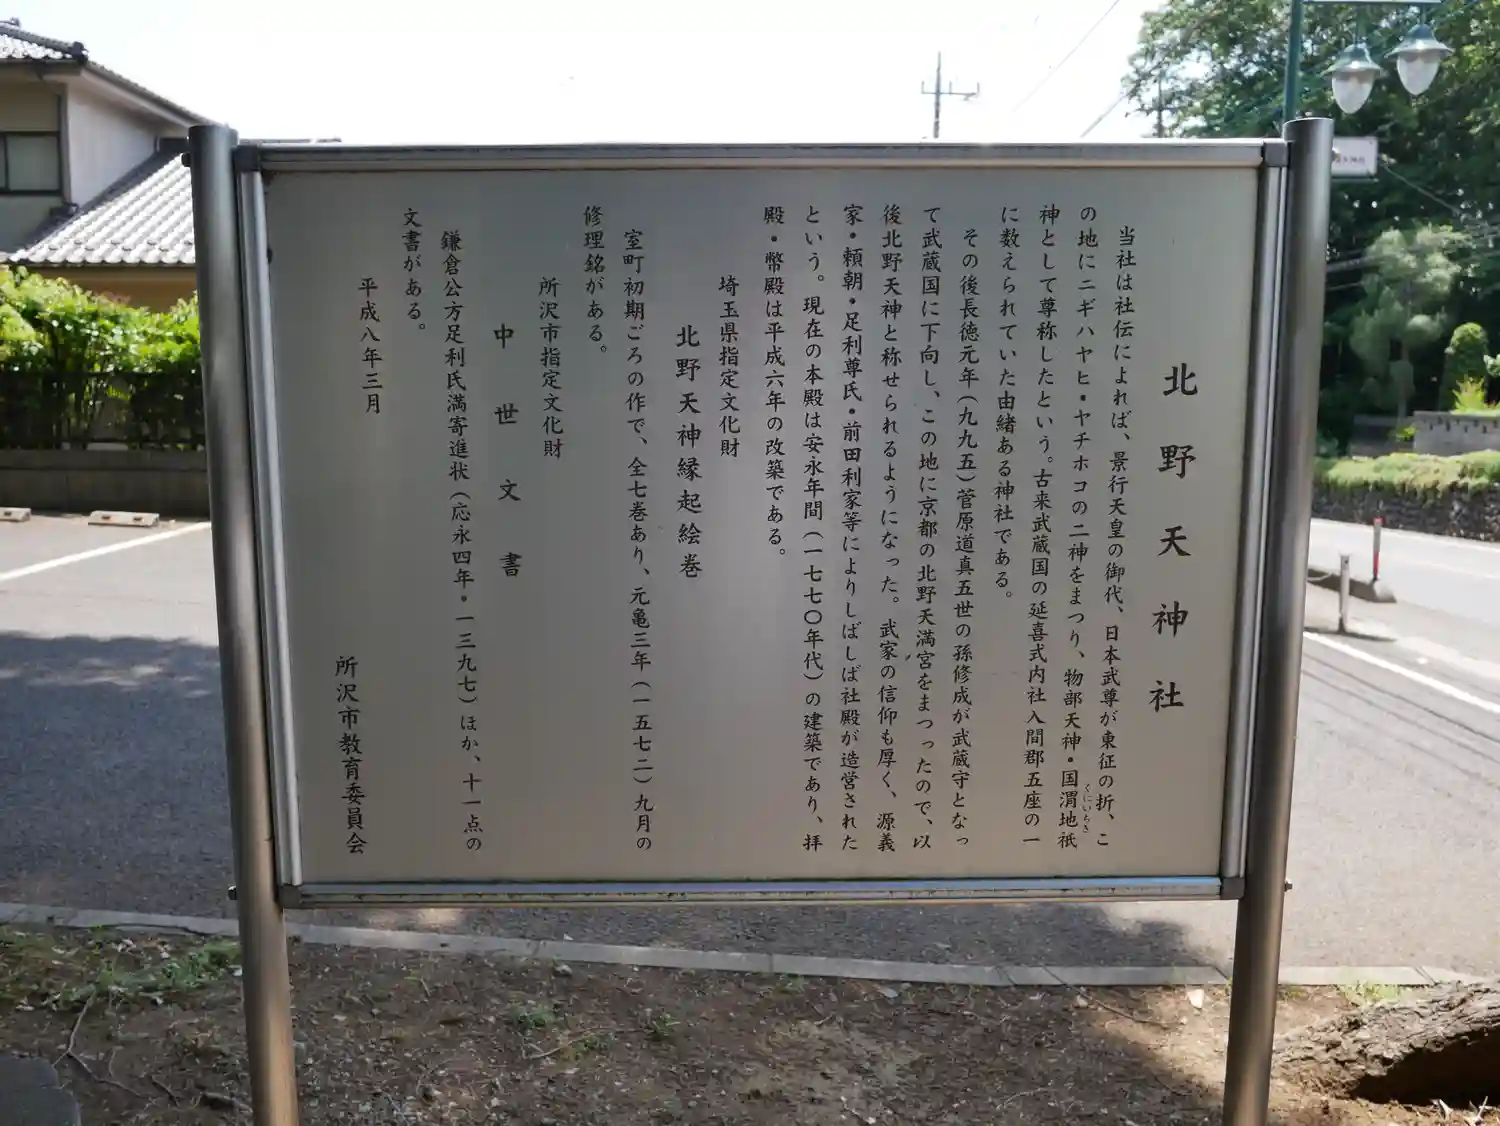 北野天神社
当社は社伝によれば、景行天皇の御代、日本武尊が東征の折、こ
の地にニギハヤヒ・ヤチホコの二神をまつり、物部天神・国渭地祇
くにいちぎ
神として尊称したという。古来武蔵国の延喜式内社入間郡五座の一
に数えられていた由緒ある神社である。
その後長徳元年（九九五）菅原道真五世の孫修成が武蔵守となっ
て武蔵国に下向し、この地に京都の北野天満宮をまつったので、以
後北野天神と称せられるようになった。武家の信仰も厚く、源義
家・頼朝・足利尊氏・前田利家等によりしばしば社殿が造営された
という。現在の本殿は安永年間（一七七〇年代）の建築であり、拝
殿・幣殿は平成六年の改築である。
埼玉県指定文化財
北野天神縁起絵巻
室町初期ごろの作で、全七巻あり、元亀三年（一五七二）九月の
修理銘がある。
所沢市指定文化財
中世文書
鎌倉公方足利氏満寄進状（応永四年・一三九七）ほか、十一点の
文書がある。
平成八年三月
所沢市教育委員会